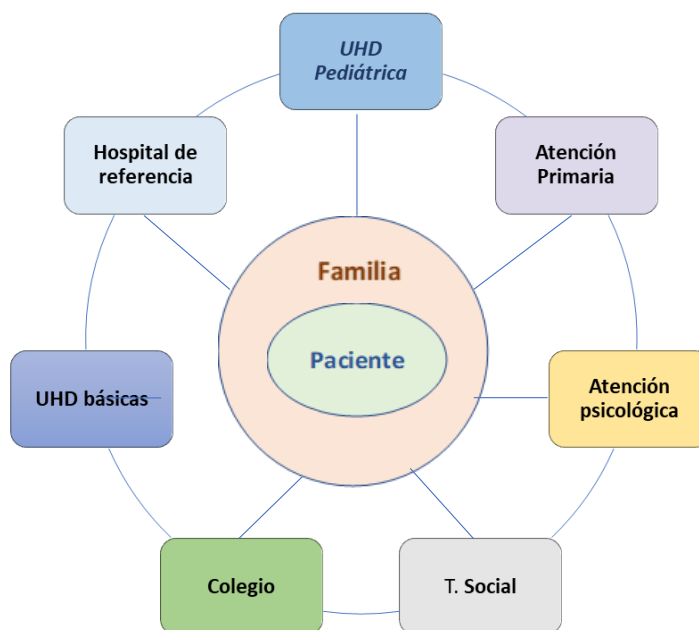 UHD
Pediátrica
Hospital de
referencia
Atención
Primaria
Familia
Paciente
UHD básicas
Atención
psicológica
Colegio
T. Social